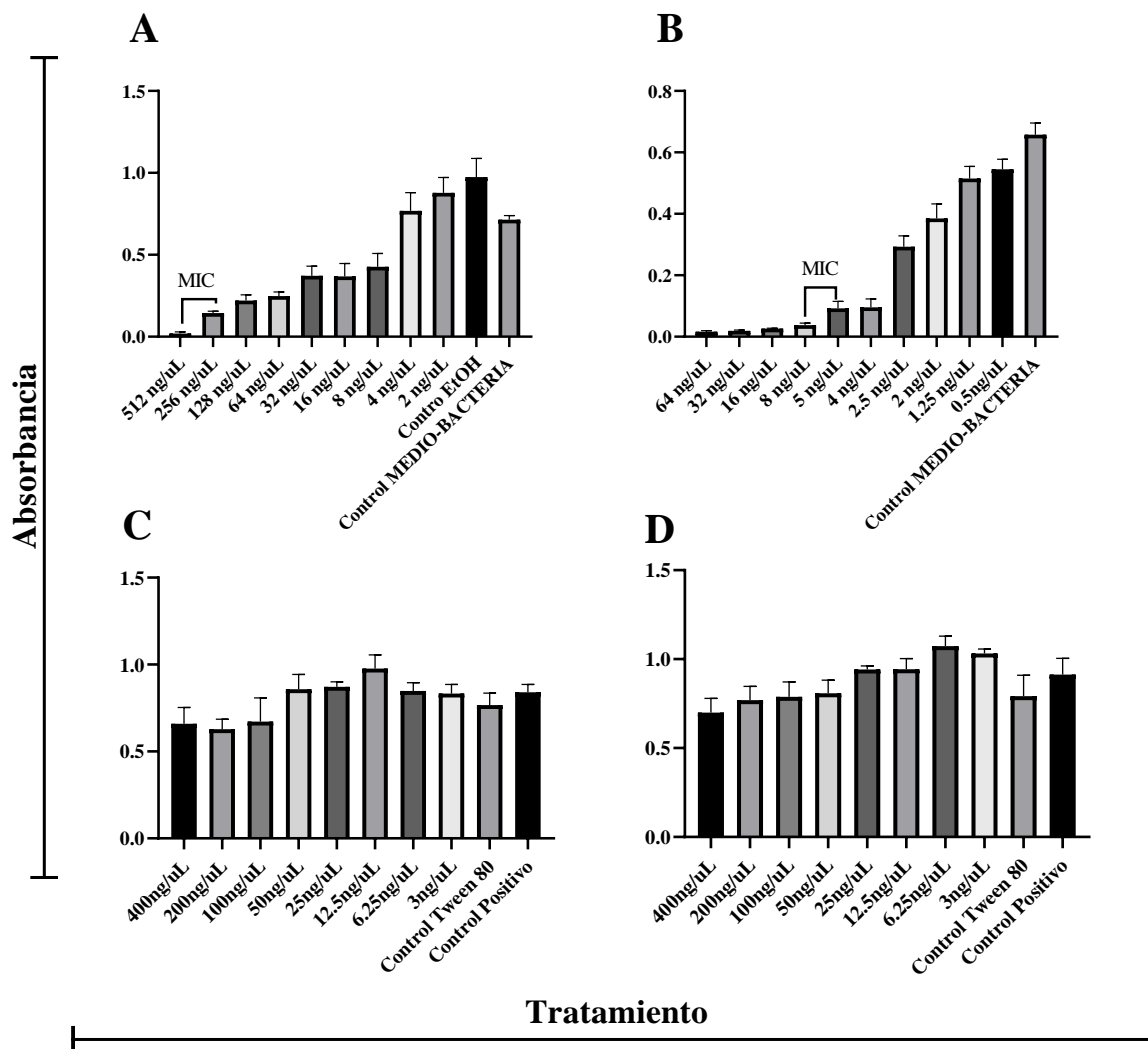 A
1.5
1.0
0.5
0.0
MIC
512 ng/uL
256 ng/uL
128 ng/uL
64 ng/uL
32 ng/uL
16 ng/uL
8 ng/uL
4 ng/uL
2 ng/uL
Contro EtOH
Control MEDIO-BACTERIA
B
0.8
0.6
0.4
0.2
0.0
MIC
64 ng/uL
32 ng/uL
16 ng/uL
8 ng/uL
5 ng/uL
4 ng/uL
2.5 ng/uL
2 ng/uL
1.25 ng/uL
0.5ng/uL
Control MEDIO-BACTERIA
Absorbancia
C
1.5
1.0
0.5
0.0
400ng/uL
200ng/uL
100ng/uL
50ng/uL
25ng/uL
12.5ng/uL
6.25ng/uL
3ng/uL
Control Tween 80
Control Positivo
D
1.5
1.0
0.5
0.0
400ng/uL
200ng/uL
100ng/uL
50ng/uL
25ng/uL
12.5ng/uL
6.25ng/uL
3ng/uL
Control Tween 80
Control Positivo
Tratamiento